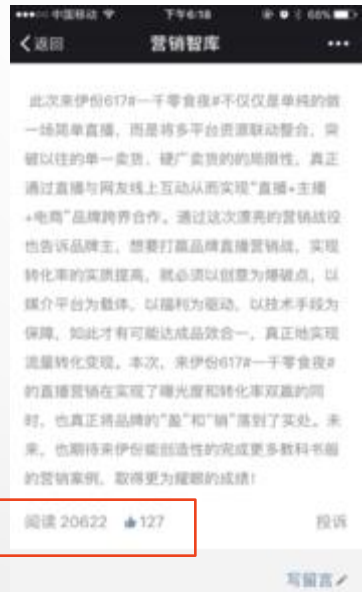 中国移动 下午6:18 66%
返回 营销智库
此次来伊份617#一千零食夜#不仅仅是单纯的做
一场简单直播，而是将多平台资源联动整合，突
破以往的单一卖货、硬广卖货的的局限性，真正
通过直播与网友线上互动从而实现“直播+主播
+电商”品牌跨界合作。通过这次漂亮的营销战役
也告诉品牌主，想要打赢品牌直播营销战，实现
转化率的实质提高，就必须以创意为爆破点，以
媒介平台为载体，以福利为驱动，以技术手段为
保障，如此才有可能达成品效合一，真正地实现
流量转化变现。本次，来伊份617#一千零食夜#
的直播营销在实现了曝光度和转化率双赢的同
时，也真正将品牌的“盈”和“销”落到了实处。未
来，也期待来伊份能创造性的完成更多教科书般
的营销案例，取得更为耀眼的成绩！
阅读 20622 127 投诉
写留言